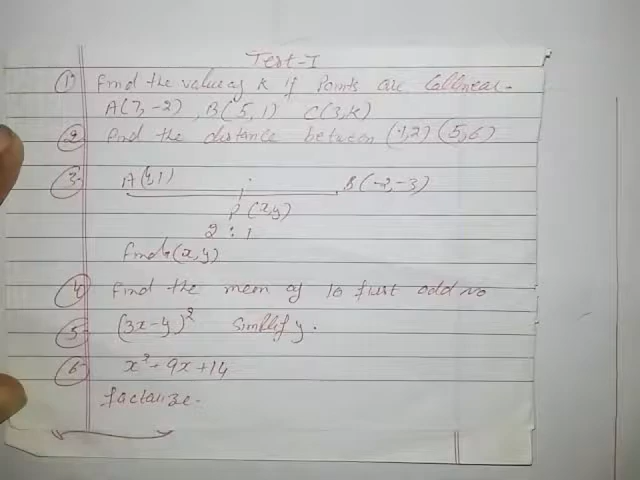 Test-I
① Find the value of k if Points are Collinear.
A(7,-2), B(5,1) C(3,K)
② Find the distance between (1,2) (5,6)
③ A(1,1) B(-2,-3)
P(x,y)
2 : 1
find (x,y)
④ Find the mean of 10 first odd no
⑤ (3x-y)² Simplify.
⑥ x² - 9x + 14
factorize.